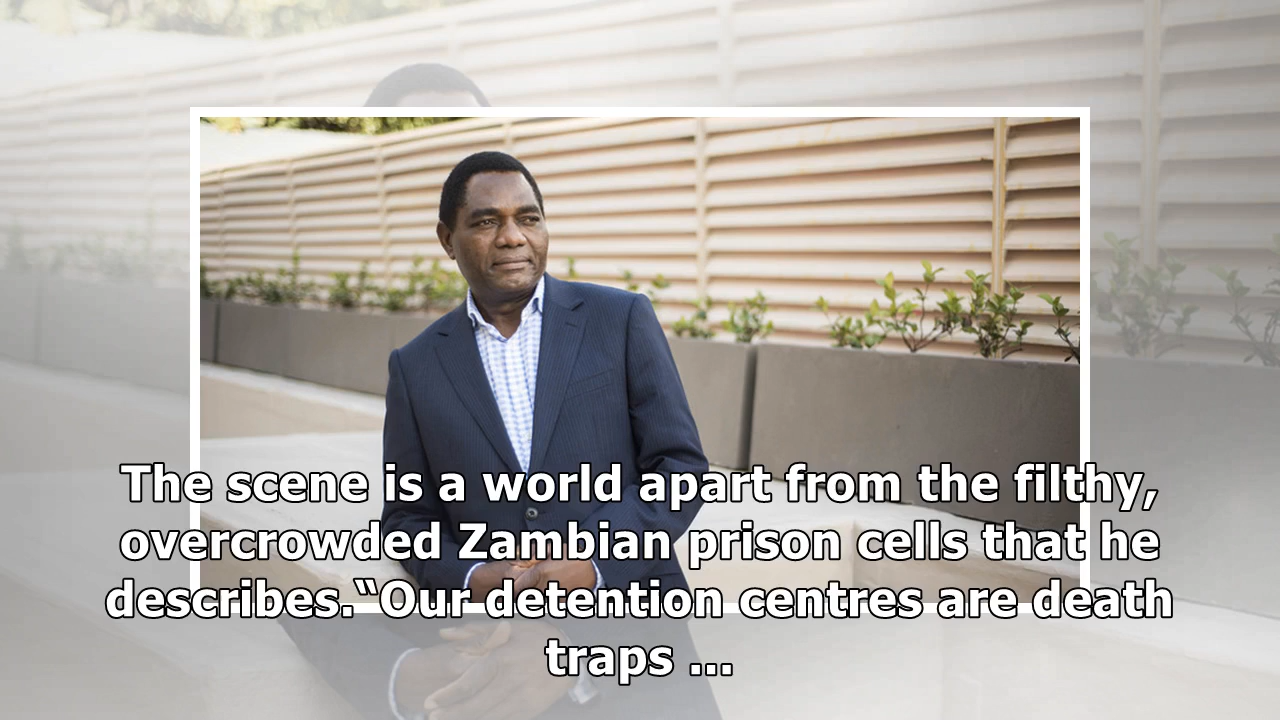 The scene is a world apart from the filthy,
overcrowded Zambian prison cells that he
describes.“Our detention centres are death
traps ...